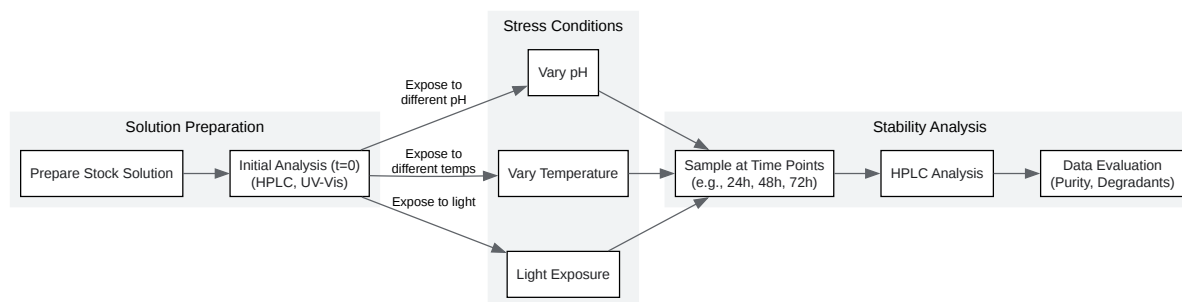 Stress Conditions
Vary pH
Expose to
different pH
Solution Preparation
Stability Analysis
Prepare Stock Solution
Initial Analysis (t=0)
(HPLC, UV-Vis)
Expose to
different temps
Vary Temperature
Sample at Time Points
(e.g., 24h, 48h, 72h)
HPLC Analysis
Data Evaluation
(Purity, Degradants)
Expose to light
Light Exposure